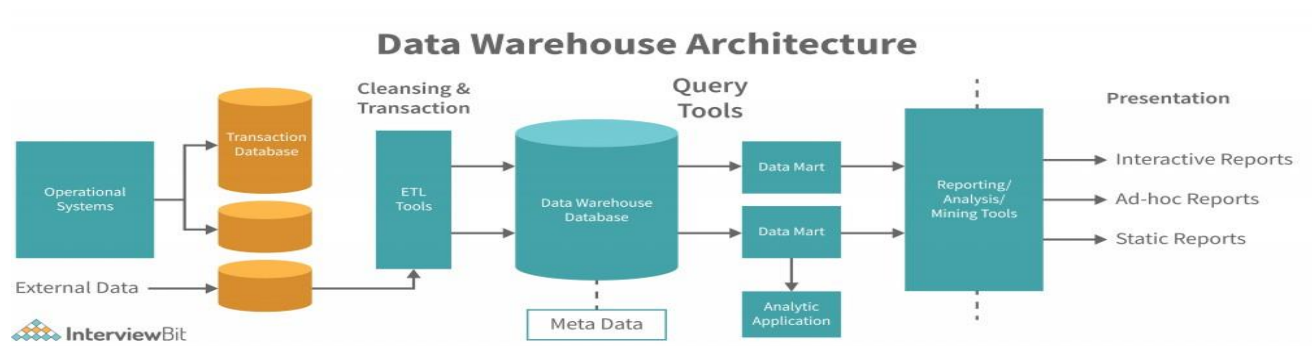 Data Warehouse Architecture
Cleansing &
Transaction
Query
Tools
Presentation
Transaction
Database
Operational
Systems
ETL
Tools
Data Warehouse
Database
Data Mart
Data Mart
Reporting/
Analysis/
Mining Tools
Interactive Reports
Ad-hoc Reports
Static Reports
External Data
Analytic
Application
Meta Data
InterviewBit